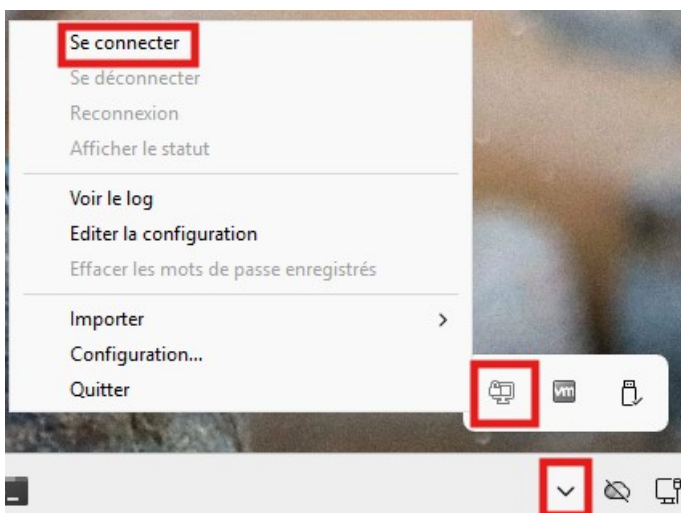 Se connecter
Se déconnecter
Reconnexion
Afficher le statut
Voir le log
Editer la configuration
Effacer les mots de passe enregistrés
Importer
Configuration...
Quitter
vm